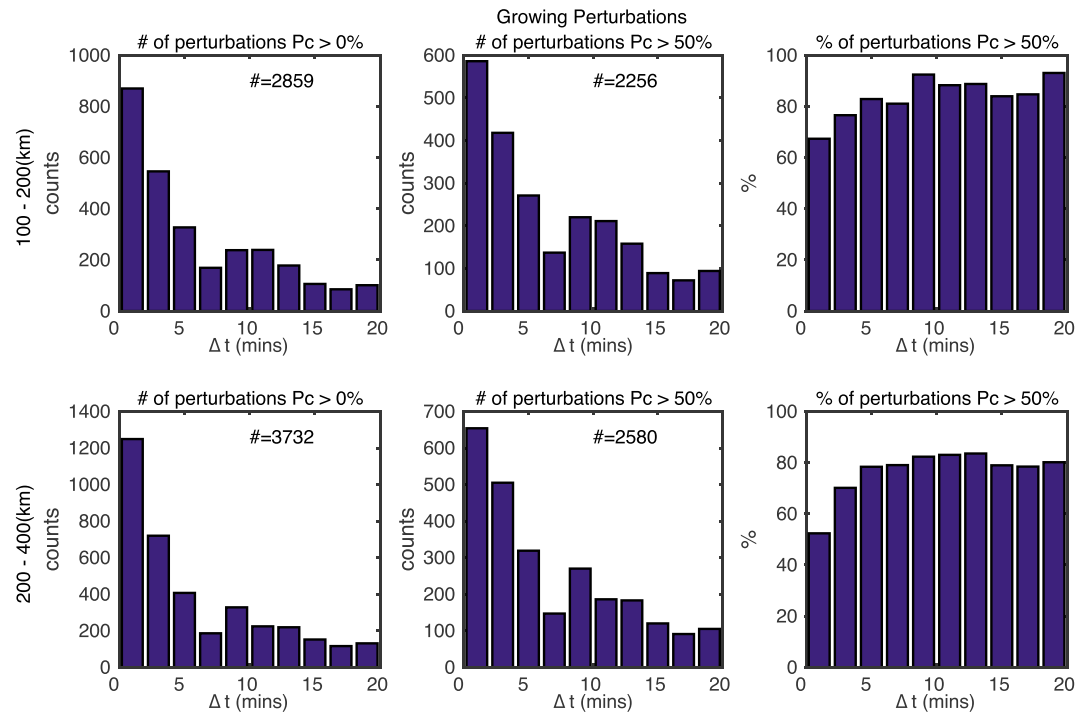 Growing Perturbations
# of perturbations Pc > 0%
# of perturbations Pc > 50%
% of perturbations Pc > 50%
100 - 200(km)
counts
1000
800
600
400
200
0
#=2859
0 5 10 15 20
Δ t (mins)
counts
600
500
400
300
200
100
0
#=2256
0 5 10 15 20
Δ t (mins)
%
100
80
60
40
20
0
0 5 10 15 20
Δ t (mins)
# of perturbations Pc > 0%
# of perturbations Pc > 50%
% of perturbations Pc > 50%
200 - 400(km)
counts
1400
1200
1000
800
600
400
200
0
#=3732
0 5 10 15 20
Δ t (mins)
counts
700
600
500
400
300
200
100
0
#=2580
0 5 10 15 20
Δ t (mins)
%
100
80
60
40
20
0
0 5 10 15 20
Δ t (mins)